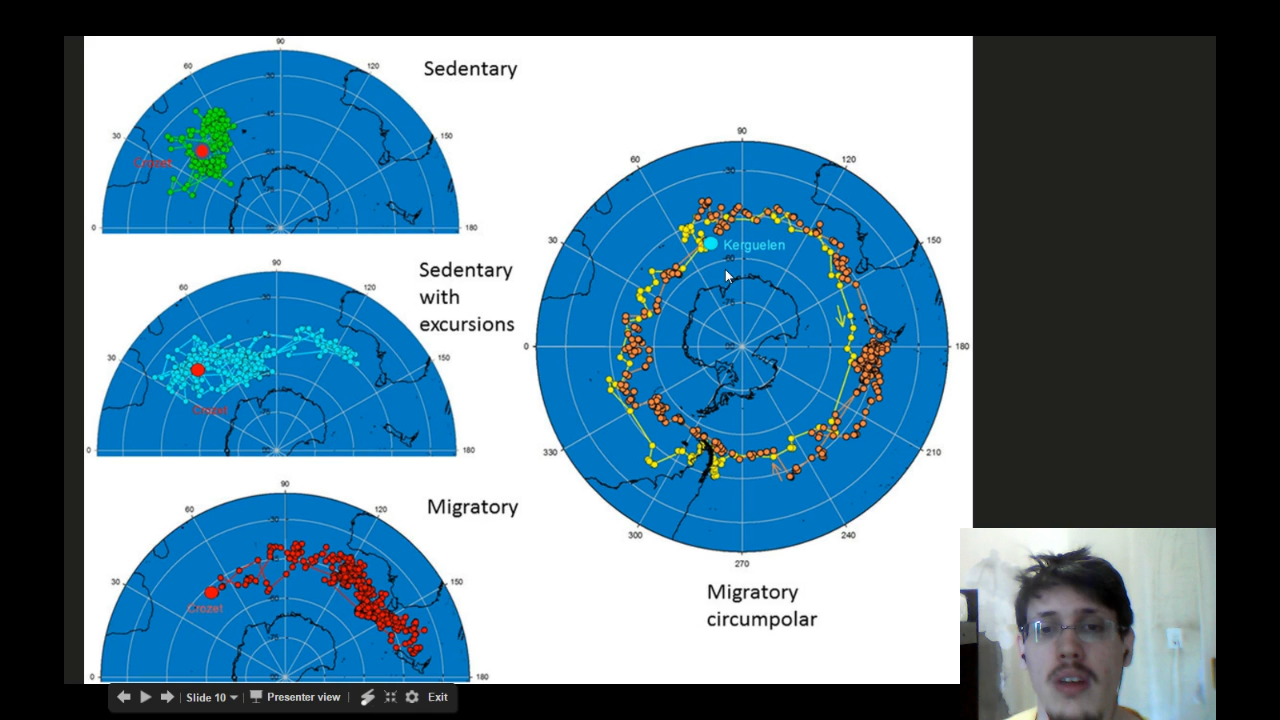 90
60
120
30
150
0
180
Crozet
Sedentary
90
60
120
30
150
0
180
Crozet
Sedentary
with
excursions
90
60
120
30
150
0
180
Crozet
Migratory
90
60
120
30
150
0
180
330
210
300
240
270
Kerguelen
Migratory
circumpolar
Slide 10
Presenter view
Exit